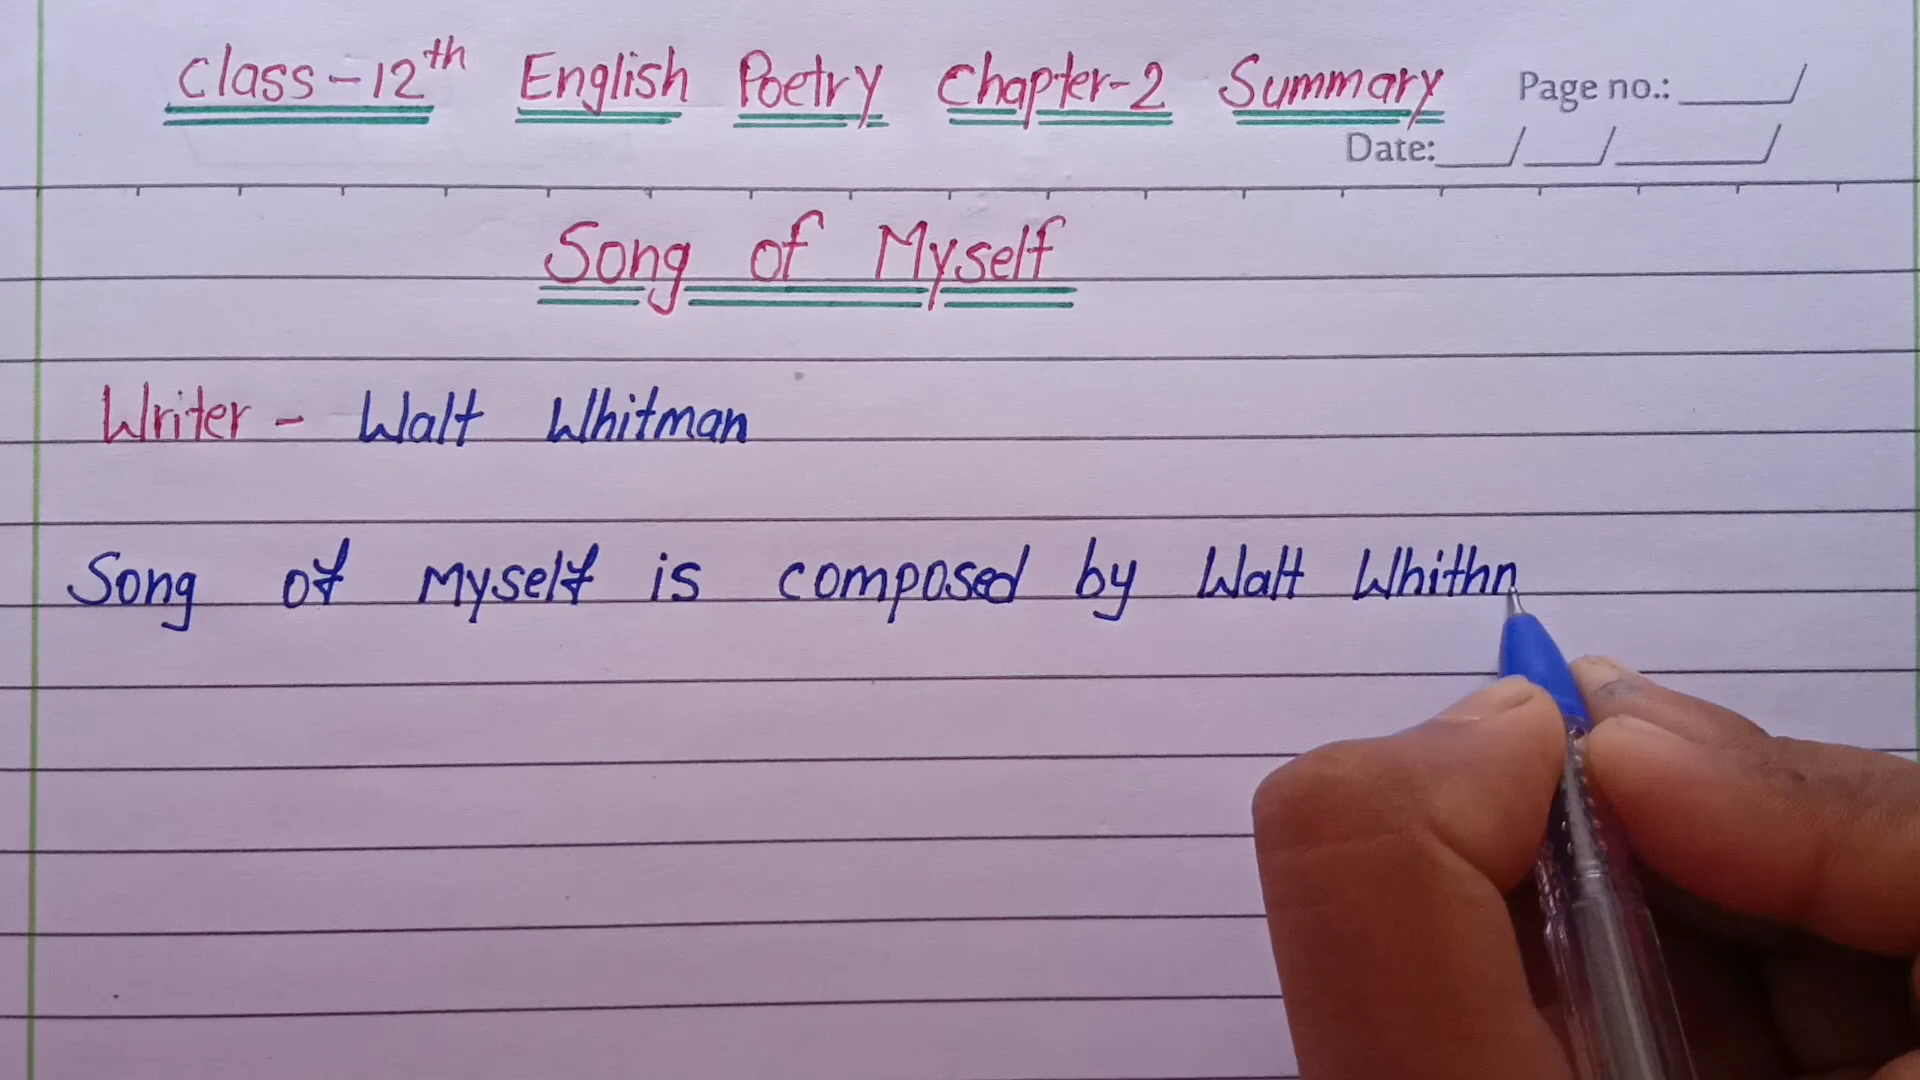 Class-12th English Poetry Chapter-2 Summary
Page no.:
Date: / /
Song of Myself
Writer - Walt Whitman
Song of Myself is composed by Walt Whithn